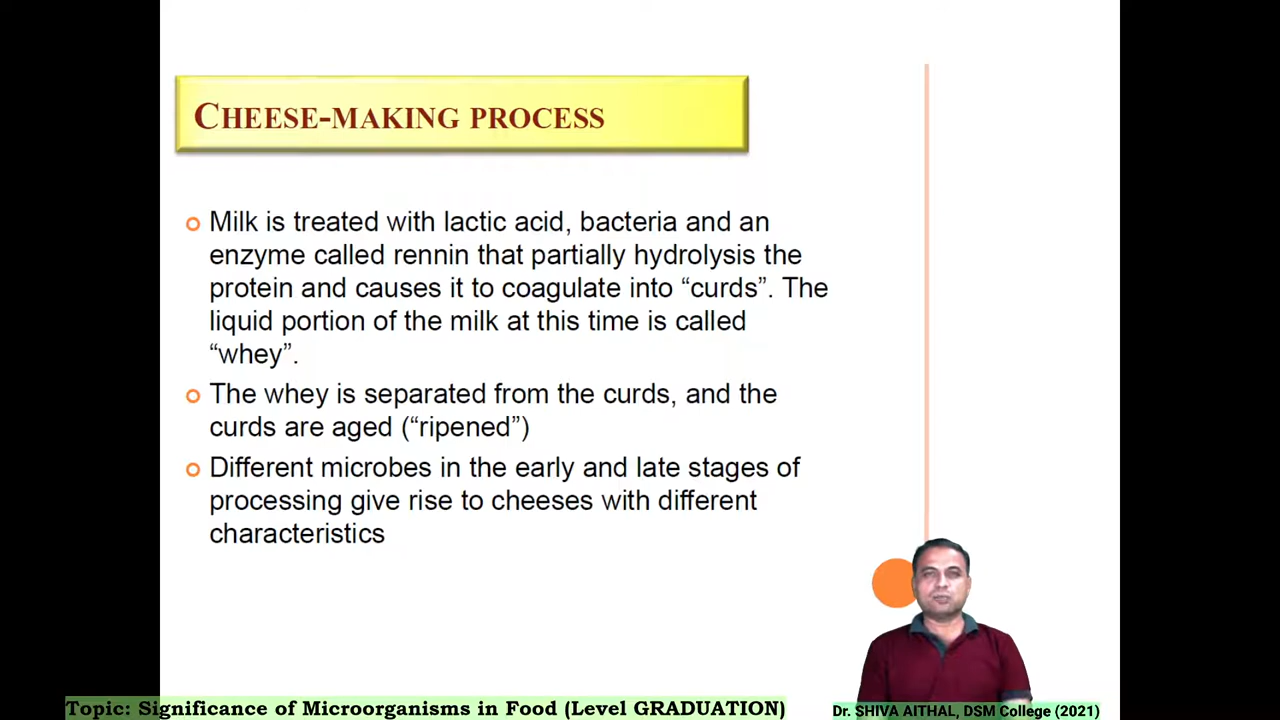 CHEESE-MAKING PROCESS
Milk is treated with lactic acid, bacteria and an
enzyme called rennin that partially hydrolysis the
protein and causes it to coagulate into “curds”. The
liquid portion of the milk at this time is called
“whey”.
The whey is separated from the curds, and the
curds are aged (“ripened”)
Different microbes in the early and late stages of
processing give rise to cheeses with different
characteristics
Topic: Significance of Microorganisms in Food (Level GRADUATION)
Dr. SHIVA AITHAL, DSM College (2021)